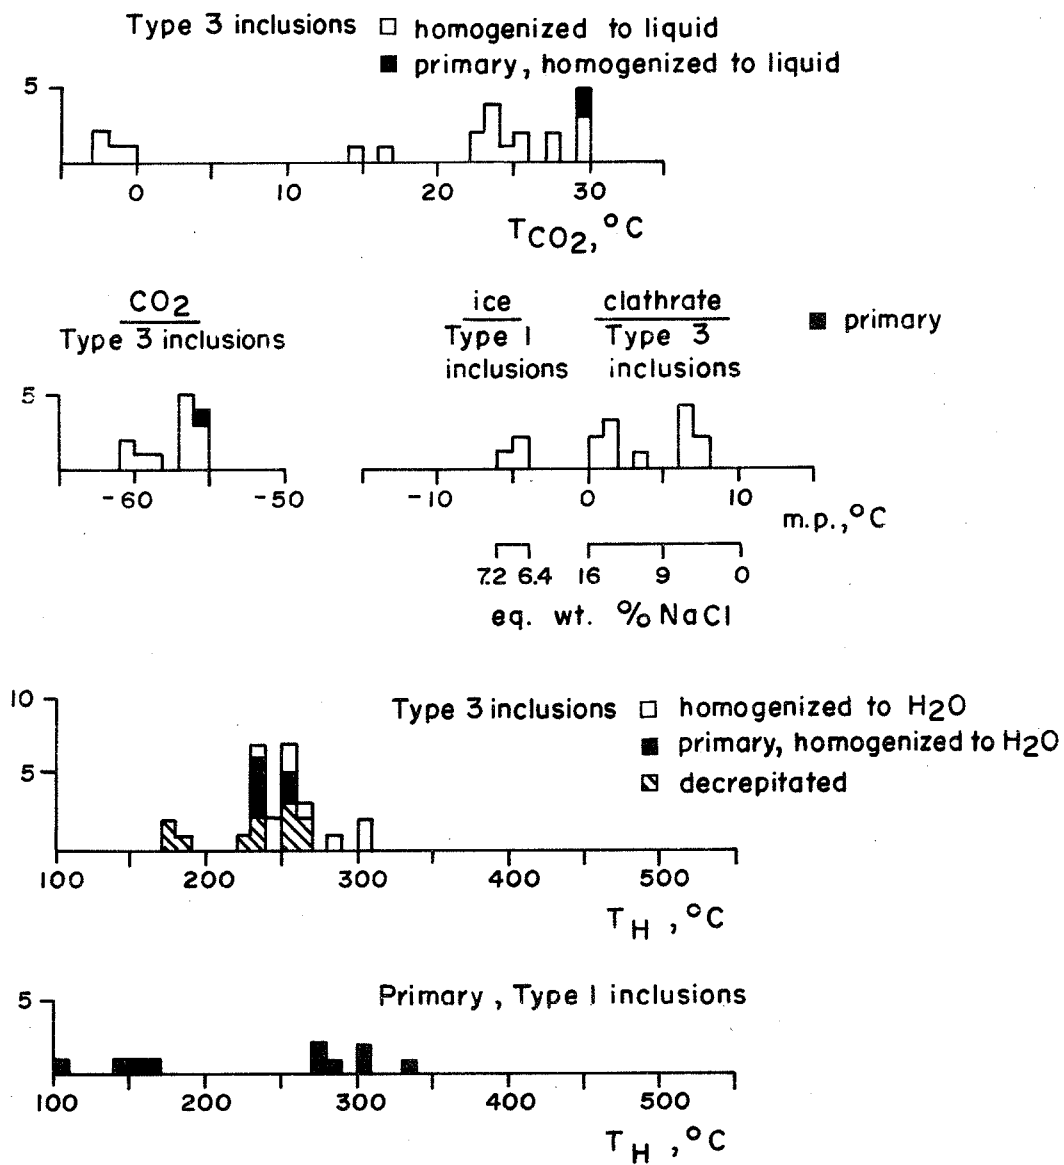 Type 3 inclusions □ homogenized to liquid
■ primary, homogenized to liquid
5
0 10 20 30
TCO2, °C
CO2
Type 3 inclusions
ice
Type 1
inclusions
clathrate
Type 3
inclusions
■ primary
5
-60 -50 -10 0 10
m.p., °C
7.2 6.4 16 9 0
eq. wt. % NaCl
10
5
Type 3 inclusions □ homogenized to H2O
■ primary, homogenized to H2O
decrepitated
100 200 300 400 500
TH, °C
5
Primary, Type 1 inclusions
100 200 300 400 500
TH, °C